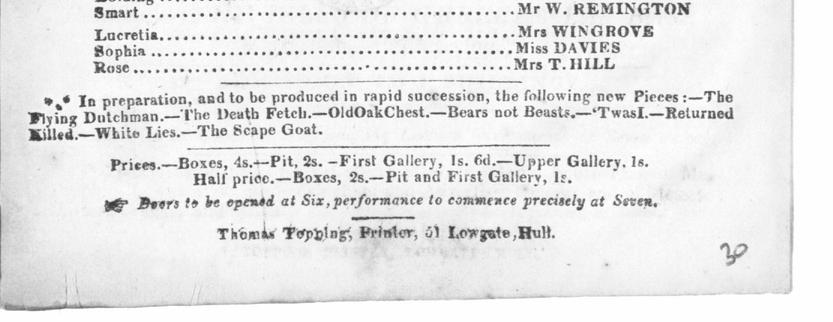 Smart ........................................ Mr W. REMINGTON
Lucretia...................................... Mrs WINGROVE
Sophia ....................................... Miss DAVIES
Rose.......................................... Mrs T. HILL
*⁎* In preparation, and to be produced in rapid succession, the following new Pieces:—The
Flying Dutchman.—The Death Fetch.—OldOakChest.—Bears not Beasts.—'TwasI.—Returned
Killed.—White Lies.—The Scape Goat.
Prices.—Boxes, 4s.—Pit, 2s. –First Gallery, 1s. 6d.—Upper Gallery. 1s.
Half price.—Boxes, 2s.—Pit and First Gallery, 1s.
☞ Doors to be opened at Six, performance to commence precisely at Seven.
Thomas Topping, Printer, 51 Lowgate,Hull.
30